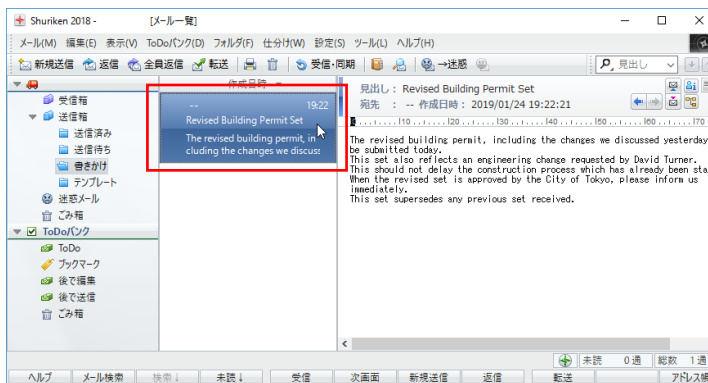 Shuriken 2018 - [メール一覧]
メール(M) 編集(E) 表示(V) ToDoバンク(D) フォルダ(F) 仕分け(W) 設定(S) ツール(L) ヘルプ(H)
新規送信 返信 全員返信 転送 受信・同期 →迷惑 見出し
受信箱
送信箱
送信済み
送信待ち
書きかけ
テンプレート
迷惑メール
ごみ箱
ToDoバンク
ToDo
ブックマーク
後で編集
後で送信
ごみ箱
作成日時
-- 19:22
Revised Building Permit Set
The revised building permit, in
cluding the changes we discuss
見出し : Revised Building Permit Set
宛先 : -- 作成日時 : 2019/01/24 19:22:21
10 20 30 40 50 60 70
The revised building permit, including the changes we discussed yesterday
be submitted today.
This set also reflects an engineering change requested by David Turner.
This should not delay the construction process which has already been sta
When the revised set is approved by the City of Tokyo, please inform us
immediately.
This set supersedes any previous set received.
未読 0通 総数 1通
ヘルプ メール検索 検索↓ 未読↓ 受信 次画面 新規送信 返信 転送 アドレス帳